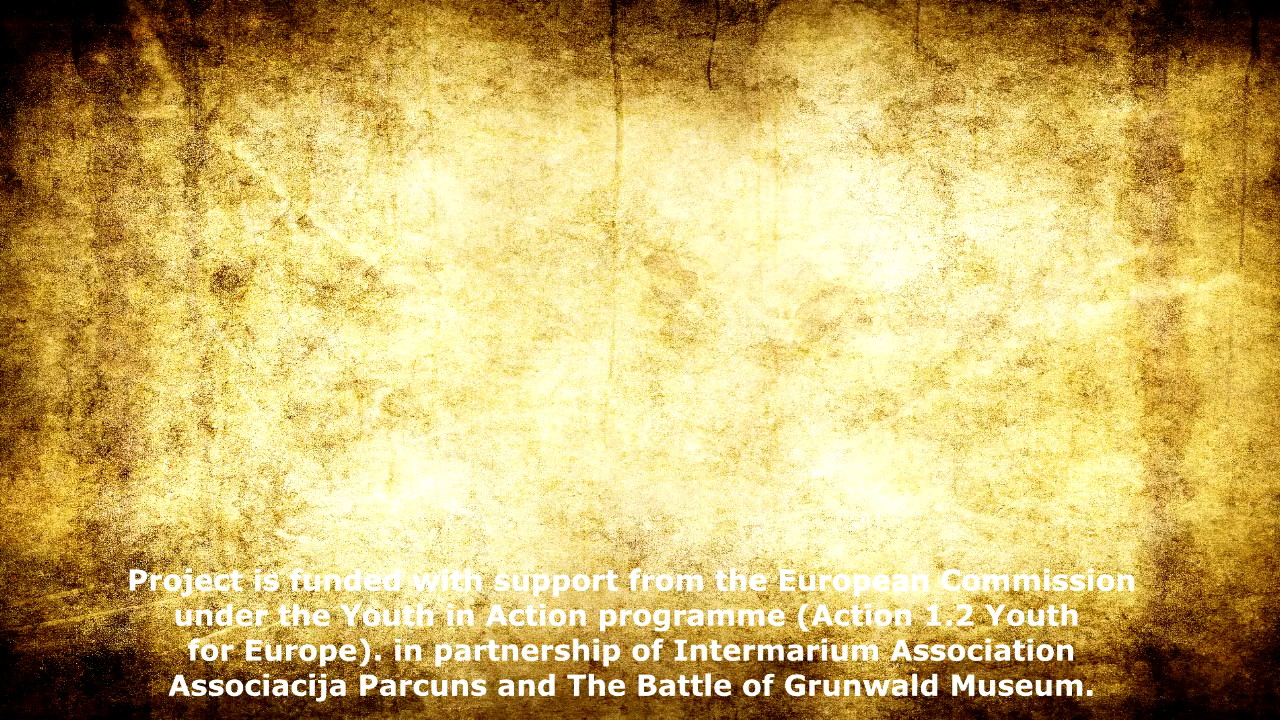 Project is funded with support from the European Commission
under the Youth in Action programme (Action 1.2 Youth
for Europe). in partnership of Intermarium Association
Associacija Parcuns and The Battle of Grunwald Museum.